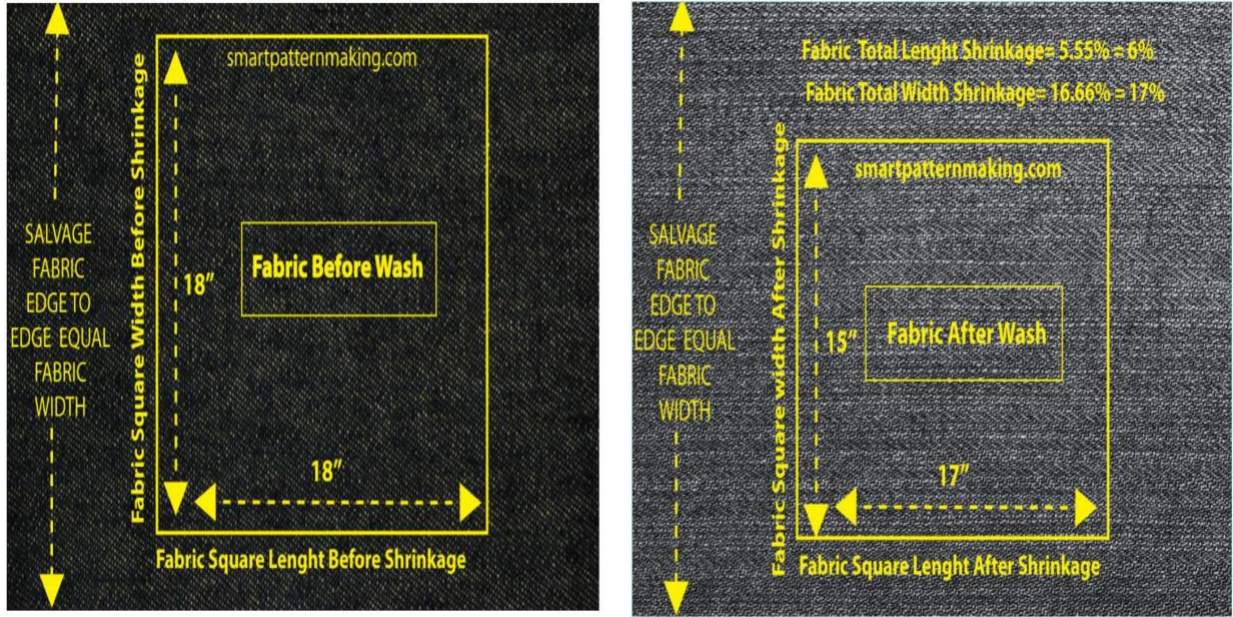 smartpatternmaking.com
Fabric Square Width Before Shrinkage
SALVAGE
FABRIC
EDGE TO
EDGE EQUAL
FABRIC
WIDTH
18”
Fabric Before Wash
18”
Fabric Square Lenght Before Shrinkage
Fabric Total Lenght Shrinkage= 5.55% = 6%
Fabric Total Width Shrinkage= 16.66% = 17%
smartpatternmaking.com
Fabric Square width After Shrinkage
SALVAGE
FABRIC
EDGE TO
EDGE EQUAL
FABRIC
WIDTH
15”
Fabric After Wash
17”
Fabric Square Lenght After Shrinkage